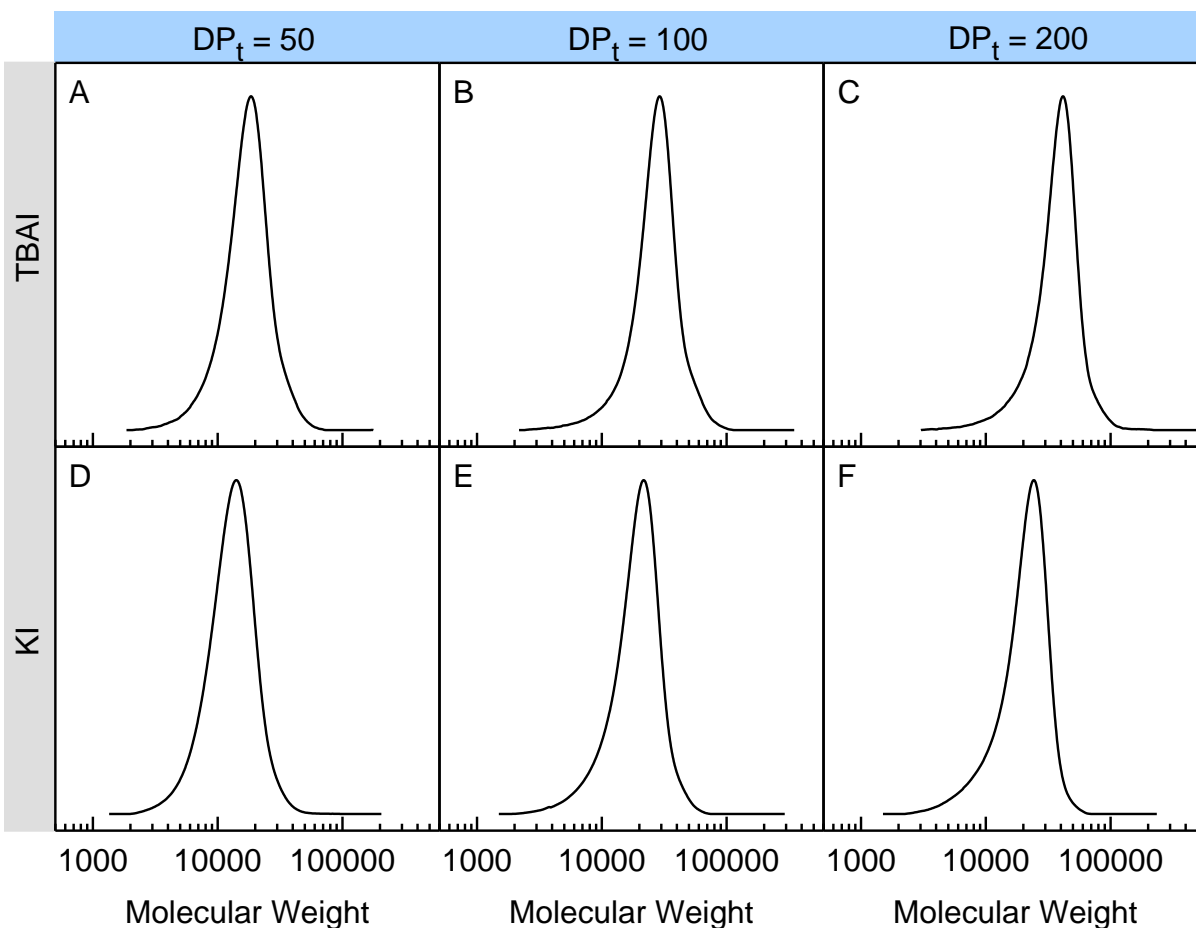 DPt = 50 DPt = 100 DPt = 200
A B C
TBAI
D E F
KI
1000 10000 100000 1000 10000 100000 1000 10000 100000
Molecular Weight Molecular Weight Molecular Weight